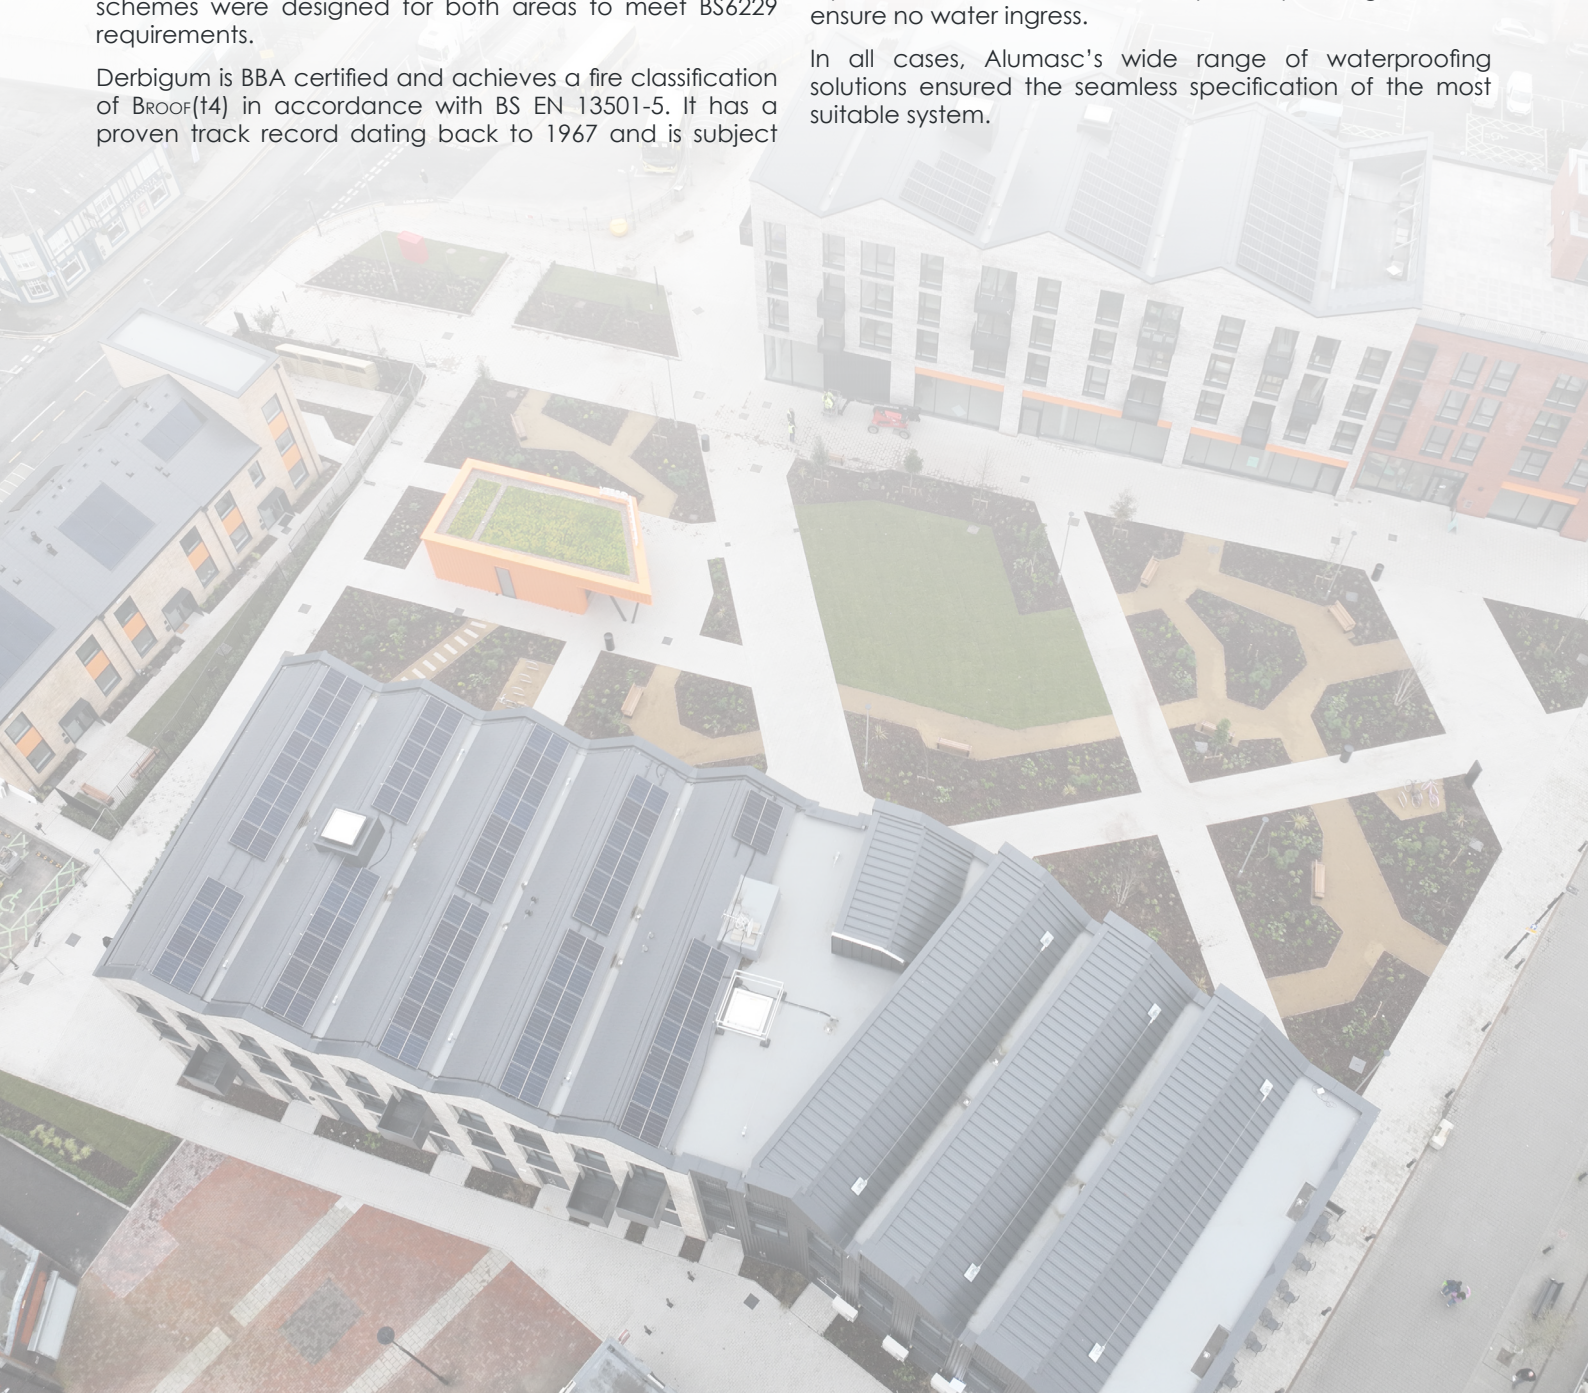 schemes were designed for both areas to meet BS6229
requirements.
Derbigum is BBA certified and achieves a fire classification
of BROOF(t4) in accordance with BS EN 13501-5. It has a
proven track record dating back to 1967 and is subject
ensure no water ingress.
In all cases, Alumasc’s wide range of waterproofing
solutions ensured the seamless specification of the most
suitable system.